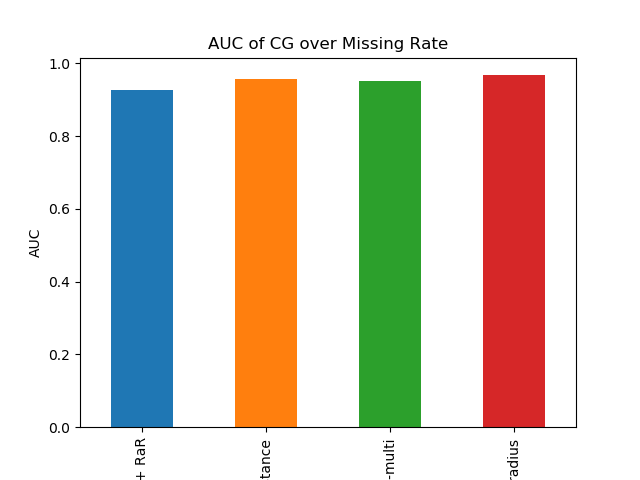 AUC of CG over Missing Rate
1.0
0.8
0.6
0.4
0.2
0.0
AUC
+ RaR
tance
-multi
radius